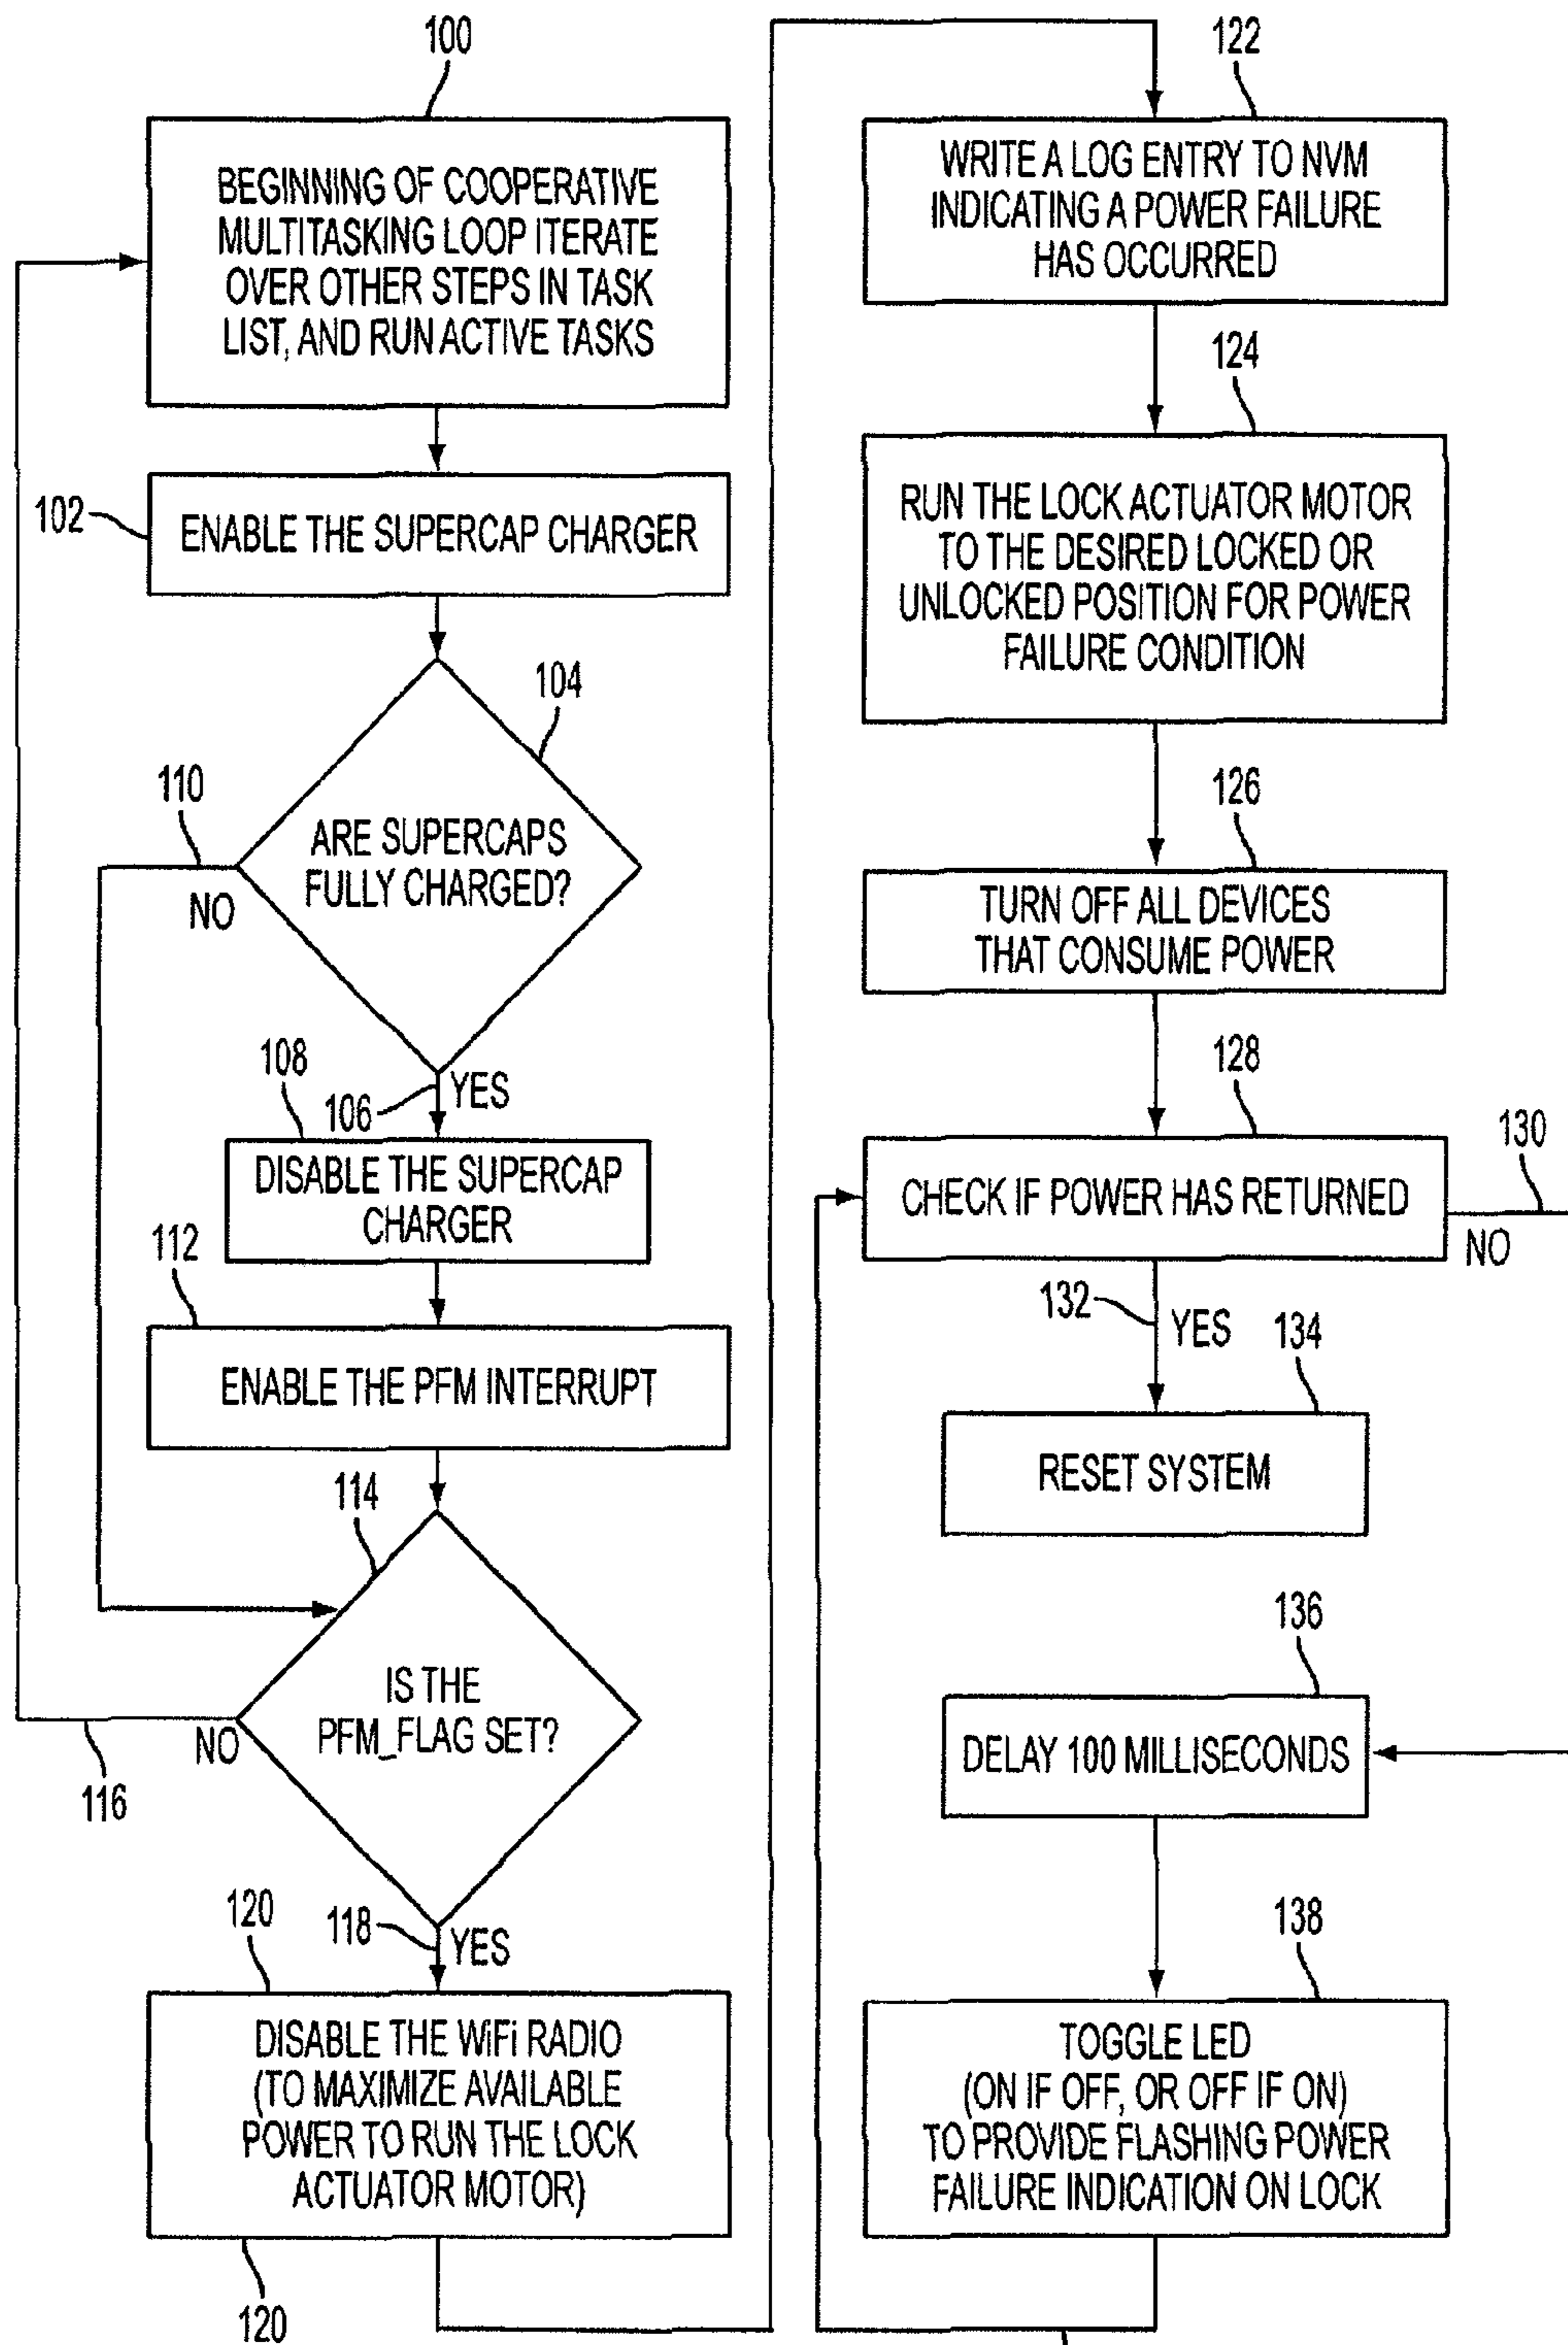 100
BEGINNING OF COOPERATIVE
MULTITASKING LOOP ITERATE
OVER OTHER STEPS IN TASK
LIST, AND RUN ACTIVE TASKS
102
ENABLE THE SUPERCAP CHARGER
104
110
ARE SUPERCAPS
FULLY CHARGED?
NO
108
106
YES
DISABLE THE SUPERCAP
CHARGER
112
ENABLE THE PFM INTERRUPT
114
IS THE
PFM_FLAG SET?
NO
116
120
118
YES
DISABLE THE WiFi RADIO
(TO MAXIMIZE AVAILABLE
POWER TO RUN THE LOCK
ACTUATOR MOTOR)
120
122
WRITE A LOG ENTRY TO NVM
INDICATING A POWER FAILURE
HAS OCCURRED
124
RUN THE LOCK ACTUATOR MOTOR
TO THE DESIRED LOCKED OR
UNLOCKED POSITION FOR POWER
FAILURE CONDITION
126
TURN OFF ALL DEVICES
THAT CONSUME POWER
128
130
CHECK IF POWER HAS RETURNED
NO
132
YES
134
RESET SYSTEM
136
DELAY 100 MILLISECONDS
138
TOGGLE LED
(ON IF OFF, OR OFF IF ON)
TO PROVIDE FLASHING POWER
FAILURE INDICATION ON LOCK